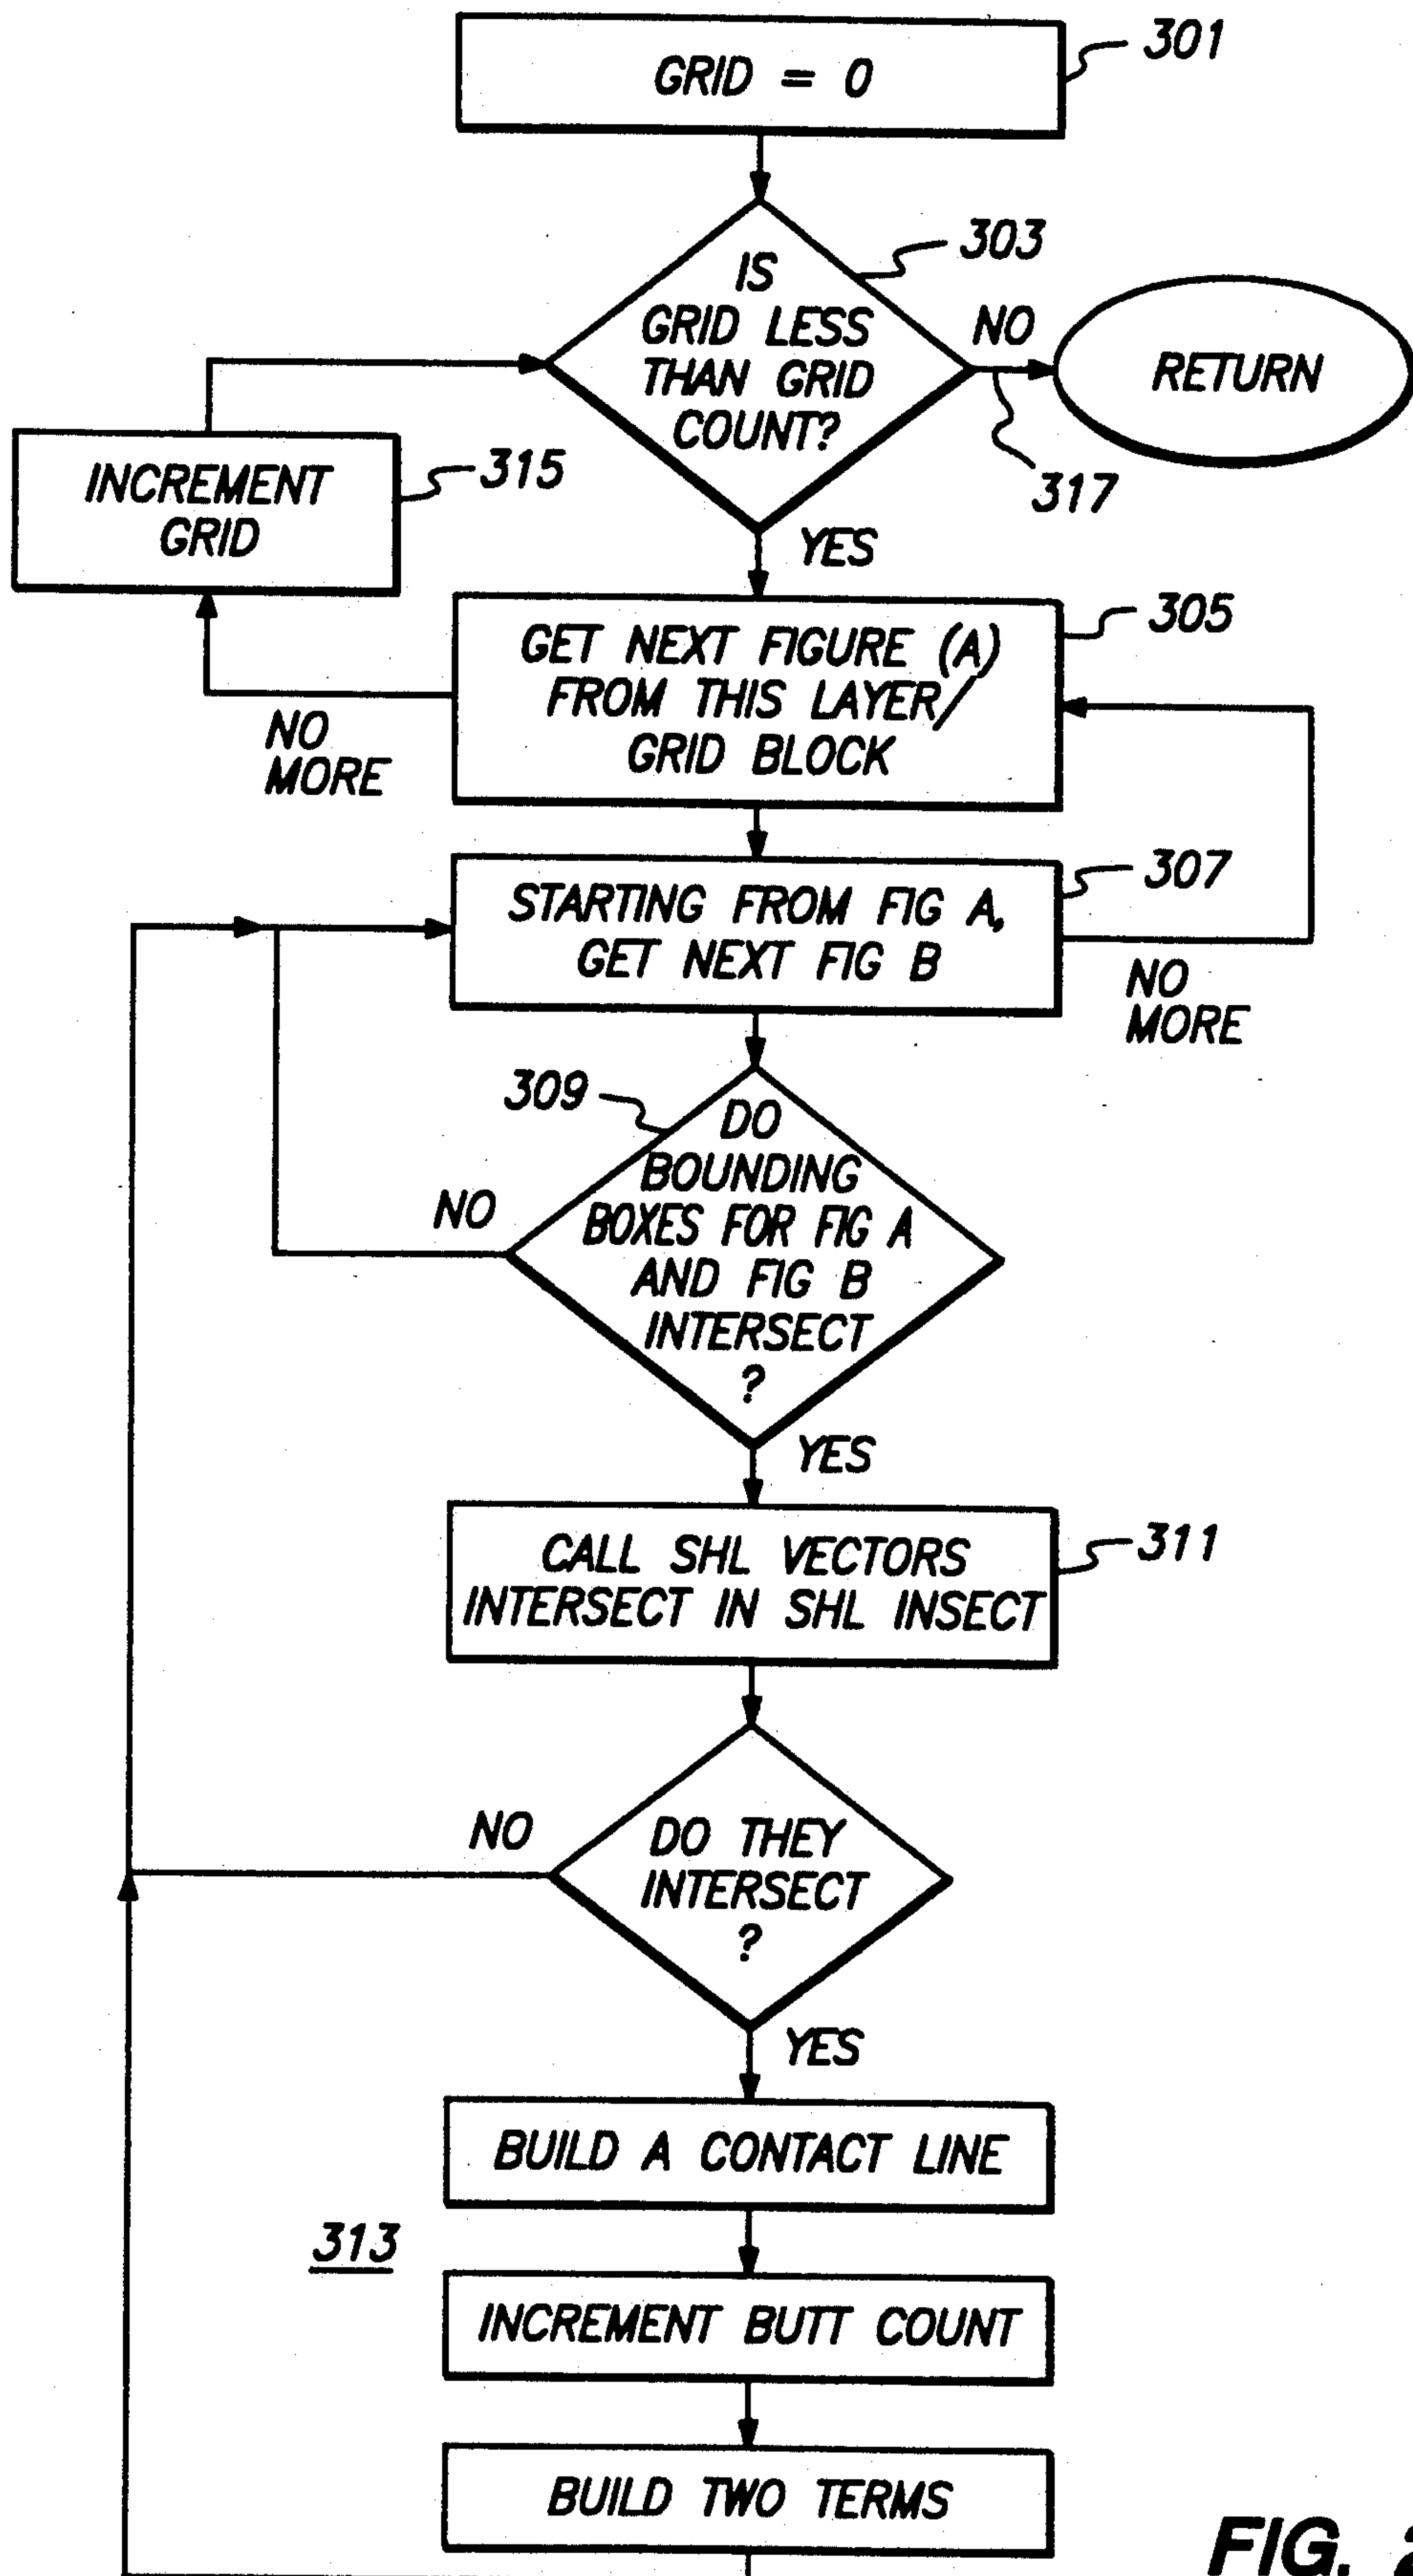 GRID = 0
301
IS
GRID LESS
THAN GRID
COUNT?
303
NO
RETURN
317
INCREMENT
GRID
315
YES
GET NEXT FIGURE (A)
FROM THIS LAYER/
GRID BLOCK
305
NO
MORE
STARTING FROM FIG A,
GET NEXT FIG B
307
NO
MORE
309
DO
BOUNDING
BOXES FOR FIG A
AND FIG B
INTERSECT
?
NO
YES
CALL SHL VECTORS
INTERSECT IN SHL INSECT
311
NO
DO THEY
INTERSECT
?
YES
BUILD A CONTACT LINE
313
INCREMENT BUTT COUNT
BUILD TWO TERMS
FIG.